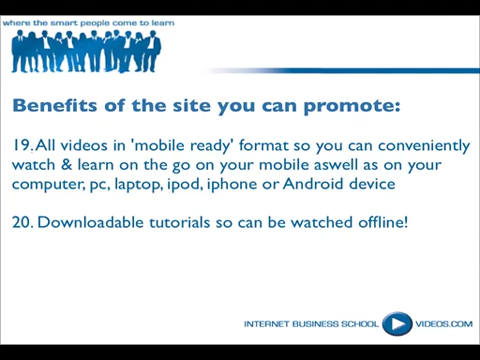 where the smart people come to learn
Benefits of the site you can promote:
19. All videos in 'mobile ready' format so you can conveniently
watch & learn on the go on your mobile aswell as on your
computer, pc, laptop, ipod, iphone or Android device
20. Downloadable tutorials so can be watched offline!
INTERNET BUSINESS SCHOOL VIDEOS.COM